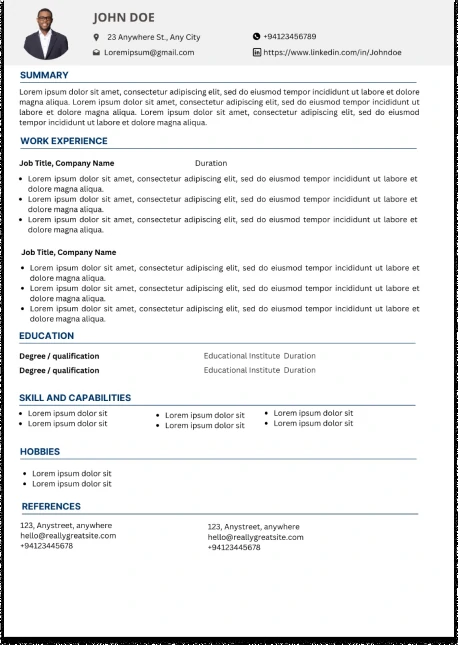 JOHN DOE
23 Anywhere St., Any City
+94123456789
Loremipsum@gmail.com
https://www.linkedin.com/in/Johndoe
SUMMARY
Lorem ipsum dolor sit amet, consectetur adipiscing elit, sed do eiusmod tempor incididunt ut labore et dolore
magna aliqua. Lorem ipsum dolor sit amet, consectetur adipiscing elit, sed do eiusmod tempor incididunt ut
labore et dolore magna aliqua. Lorem ipsum dolor sit amet, consectetur adipiscing elit, sed do eiusmod
tempor incididunt ut labore et dolore magna aliqua.
WORK EXPERIENCE
Job Title, Company Name Duration
• Lorem ipsum dolor sit amet, consectetur adipiscing elit, sed do eiusmod tempor incididunt ut labore et
dolore magna aliqua.
• Lorem ipsum dolor sit amet, consectetur adipiscing elit, sed do eiusmod tempor incididunt ut labore et
dolore magna aliqua.
• Lorem ipsum dolor sit amet, consectetur adipiscing elit, sed do eiusmod tempor incididunt ut labore et
dolore magna aliqua.
Job Title, Company Name
• Lorem ipsum dolor sit amet, consectetur adipiscing elit, sed do eiusmod tempor incididunt ut labore et
dolore magna aliqua.
• Lorem ipsum dolor sit amet, consectetur adipiscing elit, sed do eiusmod tempor incididunt ut labore et
dolore magna aliqua.
• Lorem ipsum dolor sit amet, consectetur adipiscing elit, sed do eiusmod tempor incididunt ut labore et
dolore magna aliqua.
EDUCATION
Degree / qualification Educational Institute Duration
Degree / qualification Educational Institute Duration
SKILL AND CAPABILITIES
• Lorem ipsum dolor sit
• Lorem ipsum dolor sit
• Lorem ipsum dolor sit
• Lorem ipsum dolor sit
• Lorem ipsum dolor sit
• Lorem ipsum dolor sit
HOBBIES
• Lorem ipsum dolor sit
• Lorem ipsum dolor sit
REFERENCES
123, Anystreet, anywhere
hello@reallygreatsite.com
+94123445678
123, Anystreet, anywhere
hello@reallygreatsite.com
+94123445678